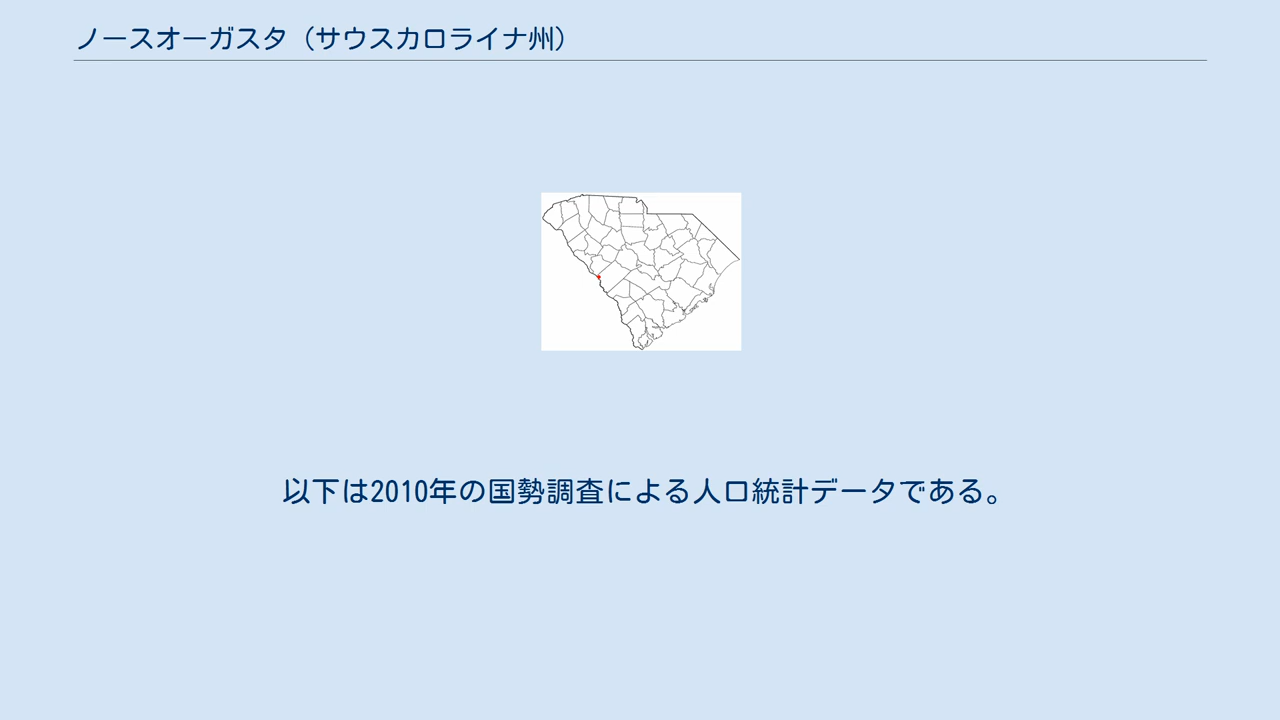 ノースオーガスタ（サウスカロライナ州）
以下は2010年の国勢調査による人口統計データである。